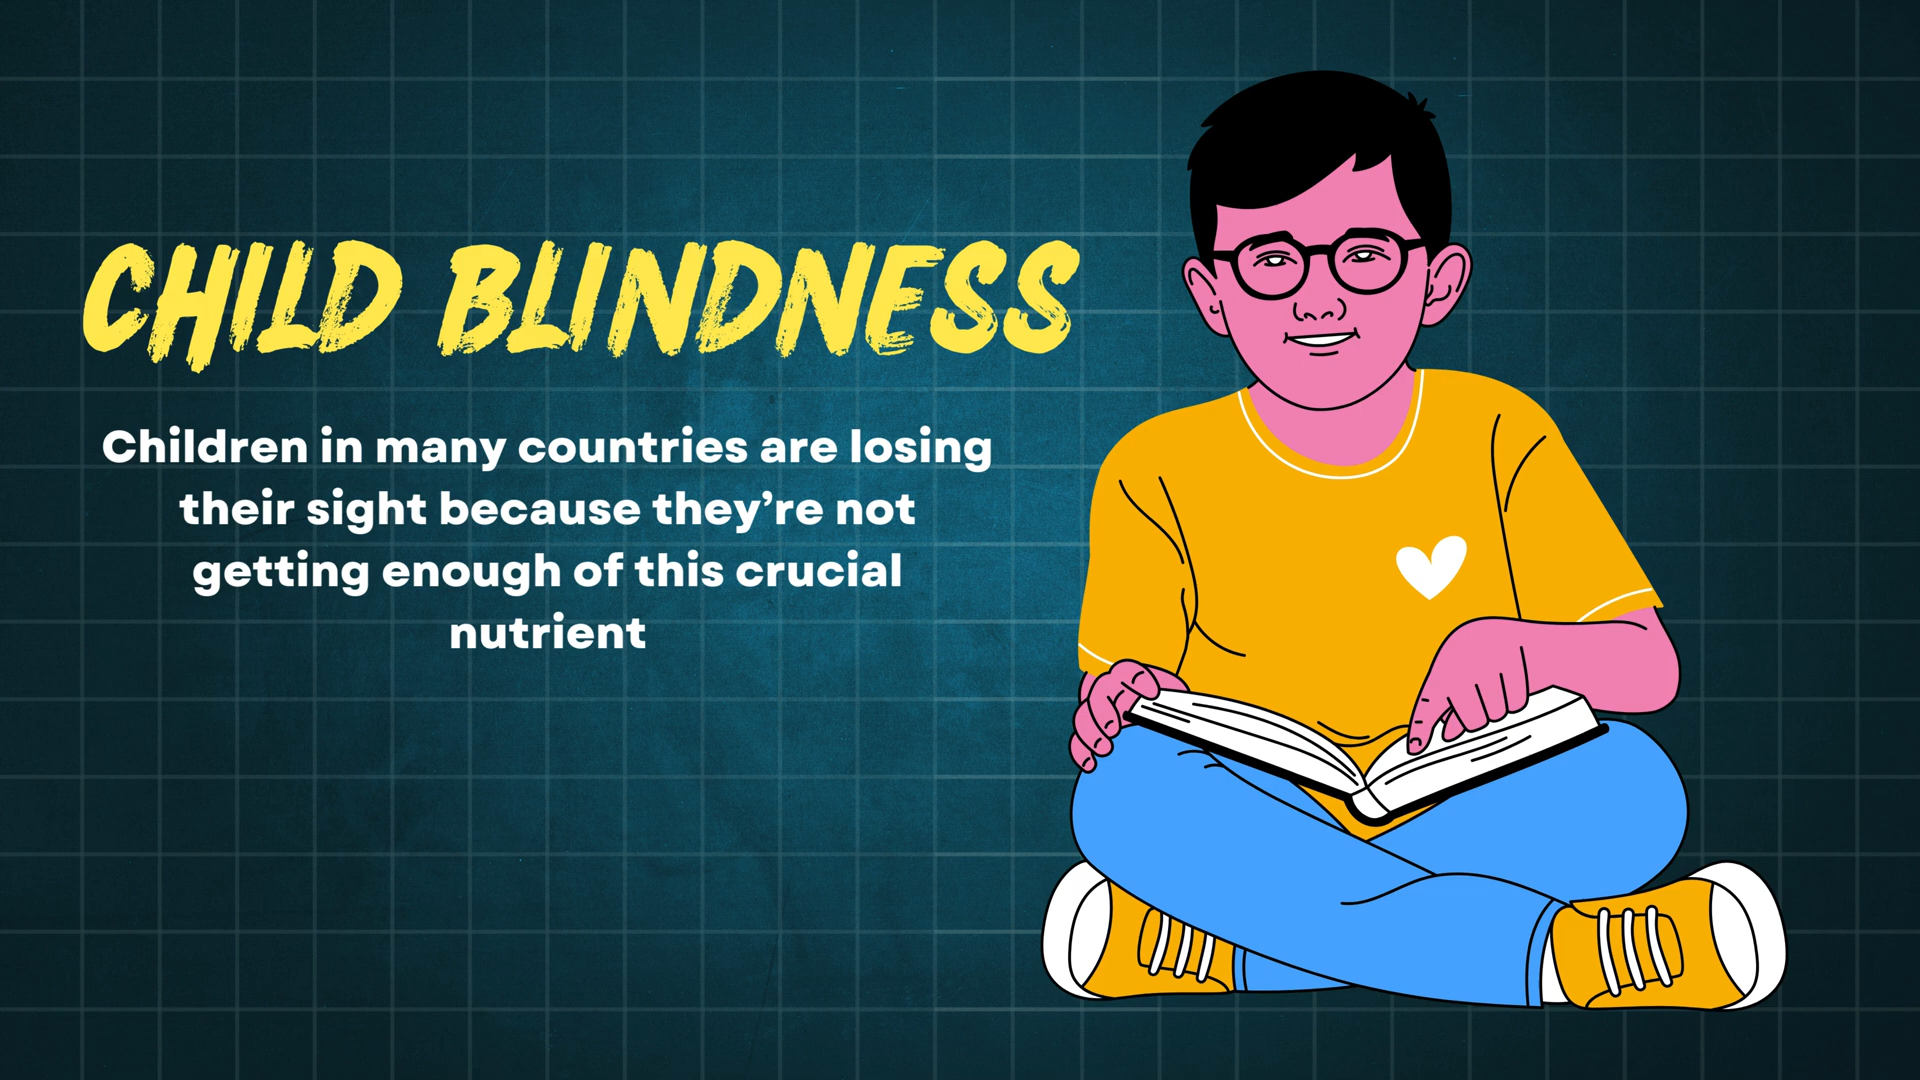 CHILD BLINDNESS
Children in many countries are losing
their sight because they’re not
getting enough of this crucial
nutrient